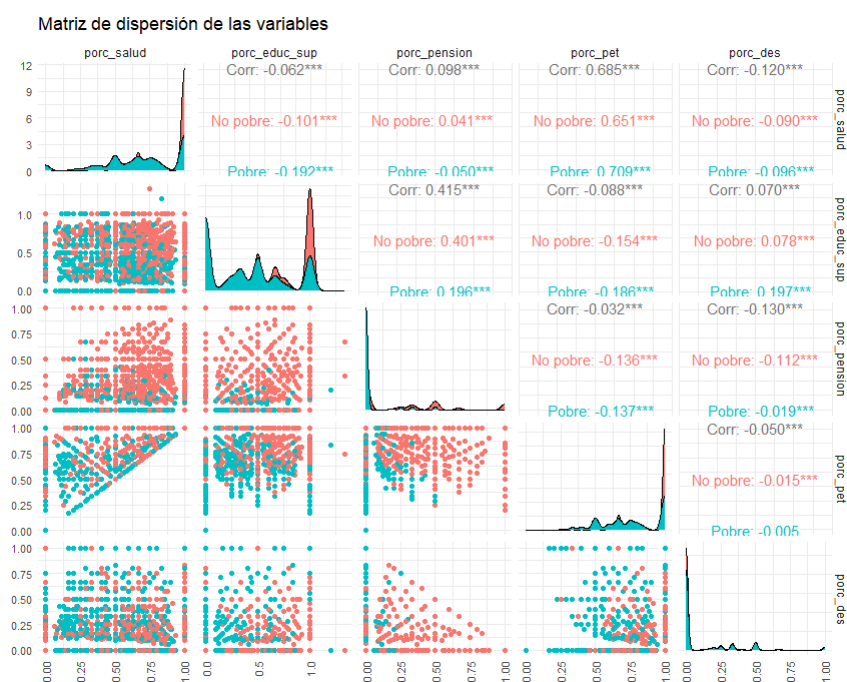 Matriz de dispersión de las variables
porc_salud porc_educ_sup porc_pension porc_pet porc_des
12
9
6
3
0
Corr: -0.062*** Corr: 0.098*** Corr: 0.685*** Corr: -0.120***
No pobre: -0.101*** No pobre: 0.041*** No pobre: 0.651*** No pobre: -0.090***
Pobre: -0.192*** Pobre: -0.050*** Pobre: 0.709*** Pobre: -0.096***
porc_salud
1.0
0.5
0.0
Corr: 0.415*** Corr: -0.088*** Corr: 0.070***
No pobre: 0.401*** No pobre: -0.154*** No pobre: 0.078***
Pobre: 0.196*** Pobre: -0.186*** Pobre: 0.197***
porc_educ_sup
1.00
0.75
0.50
0.25
0.00
Corr: -0.032*** Corr: -0.130***
No pobre: -0.136*** No pobre: -0.112***
Pobre: -0.137*** Pobre: -0.019***
porc_pension
1.00
0.75
0.50
0.25
0.00
Corr: -0.050***
No pobre: -0.015***
Pobre: -0.005
porc_pet
1.00
0.75
0.50
0.25
0.00
porc_des
0.00 0.25 0.50 0.75 1.00 0.0 0.5 1.0 0.00 0.25 0.50 0.75 1.00 0.00 0.25 0.50 0.75 1.00 0.00 0.25 0.50 0.75 1.00